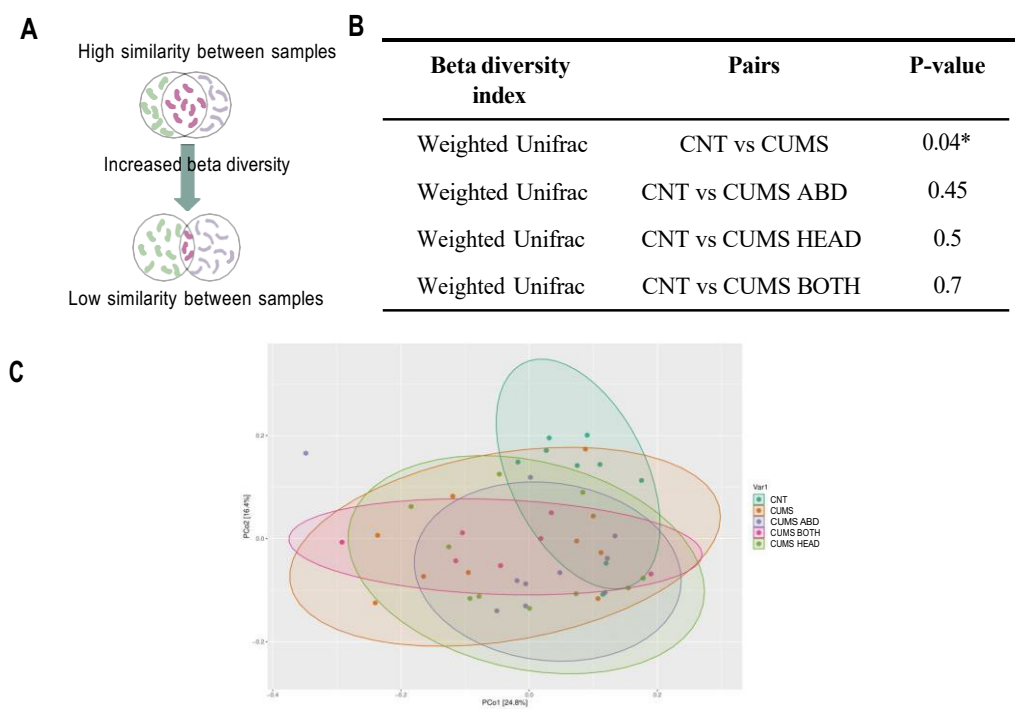 A
High similarity between samples
Increased beta diversity
Low similarity between samples
B
Beta diversity index Pairs P-value
Weighted Unifrac CNT vs CUMS 0.04*
Weighted Unifrac CNT vs CUMS ABD 0.45
Weighted Unifrac CNT vs CUMS HEAD 0.5
Weighted Unifrac CNT vs CUMS BOTH 0.7
C
PCo2 [16.4%]
0.2
0.0
-0.2
-0.4
-0.2
0.0
0.2
PCo1 [24.8%]
Var1
CNT
CUMS
CUMS ABD
CUMS BOTH
CUMS HEAD